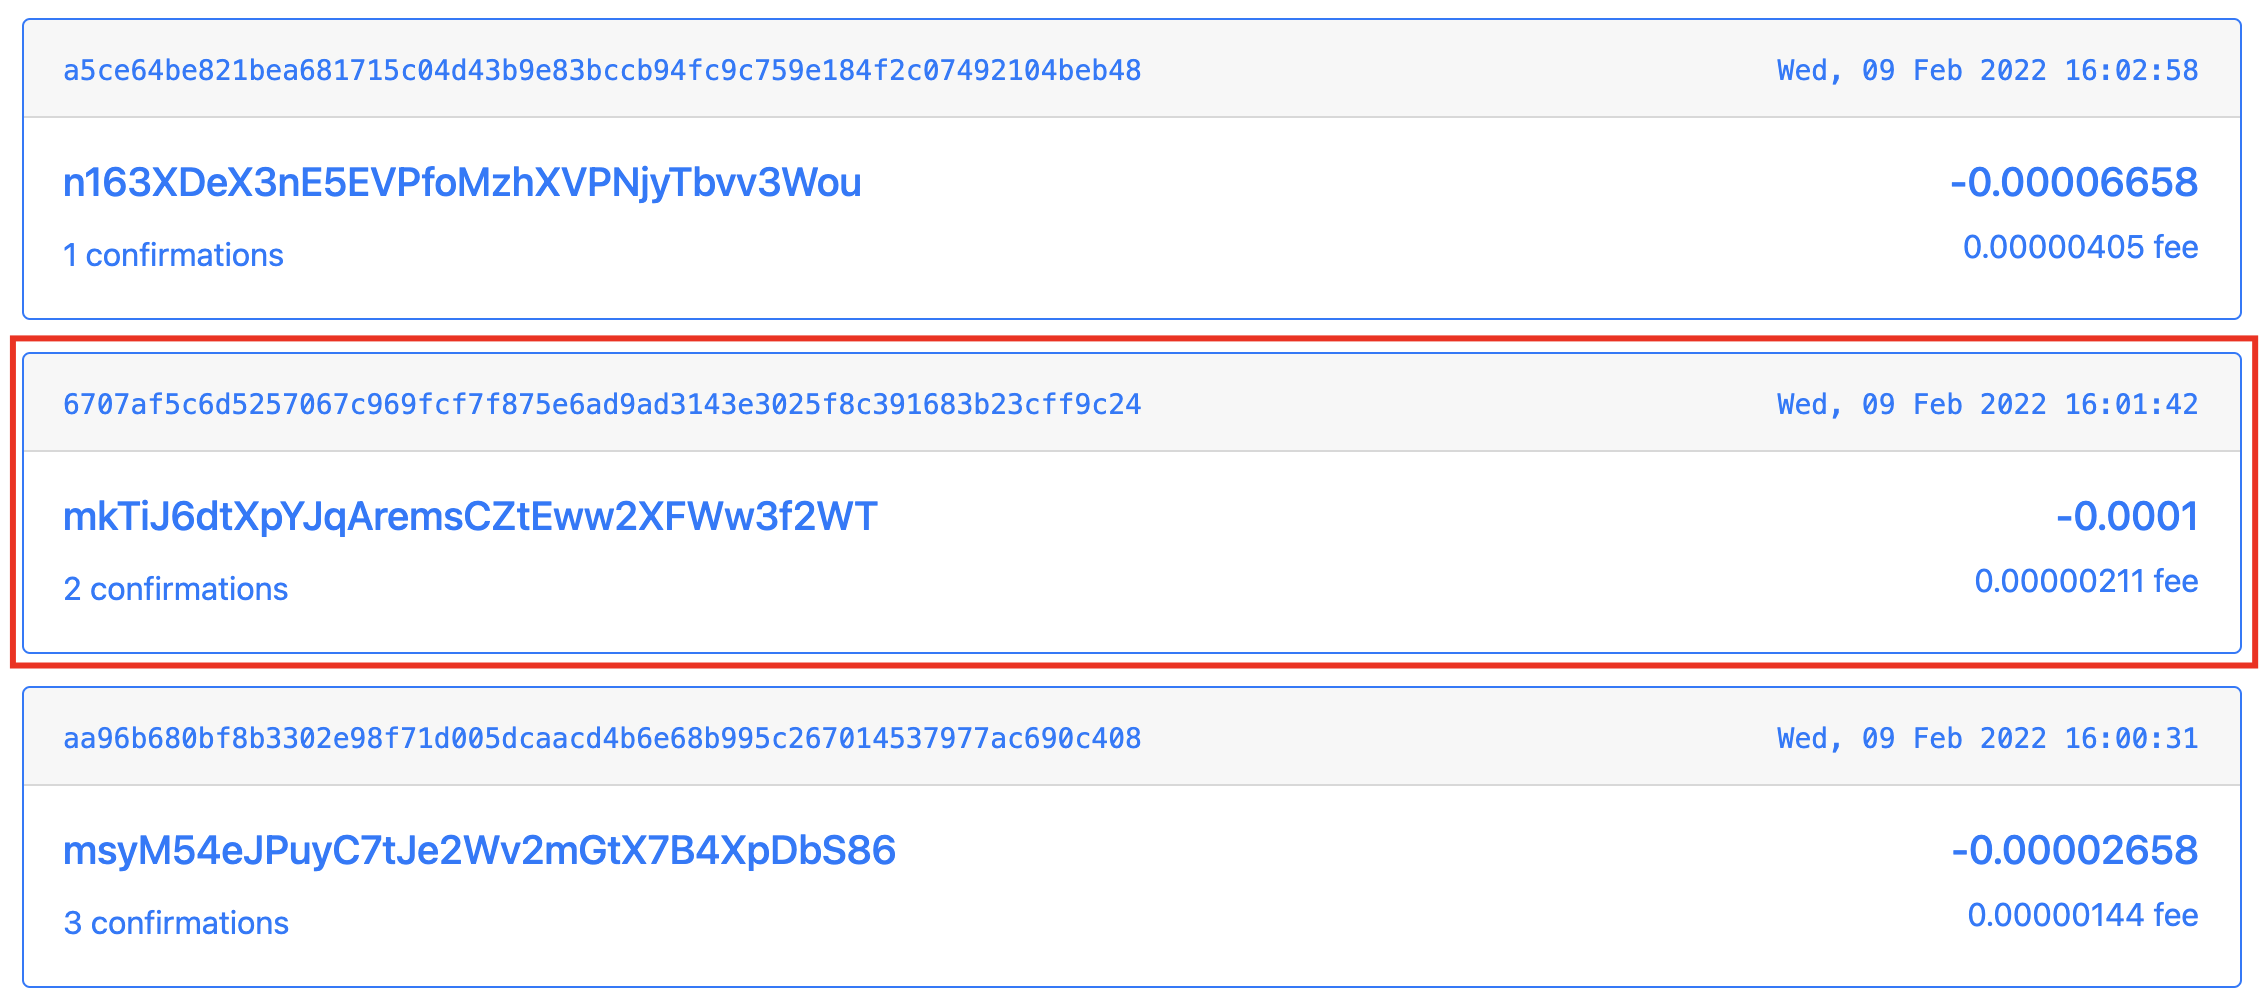 a5ce64be821bea681715c04d43b9e83bccb94fc9c759e184f2c07492104beb48 Wed, 09 Feb 2022 16:02:58
n163XDeX3nE5EVPfoMzhXVPNjyTbvv3Wou -0.00006658
1 confirmations 0.00000405 fee
6707af5c6d5257067c969fcf7f875e6ad9ad3143e3025f8c391683b23cff9c24 Wed, 09 Feb 2022 16:01:42
mkTiJ6dtXpYJqAremsCZtEww2XFWw3f2WT -0.0001
2 confirmations 0.00000211 fee
aa96b680bf8b3302e98f71d005dcaacd4b6e68b995c267014537977ac690c408 Wed, 09 Feb 2022 16:00:31
msyM54eJPuyC7tJe2Wv2mGtX7B4XpDbS86 -0.00002658
3 confirmations 0.00000144 fee